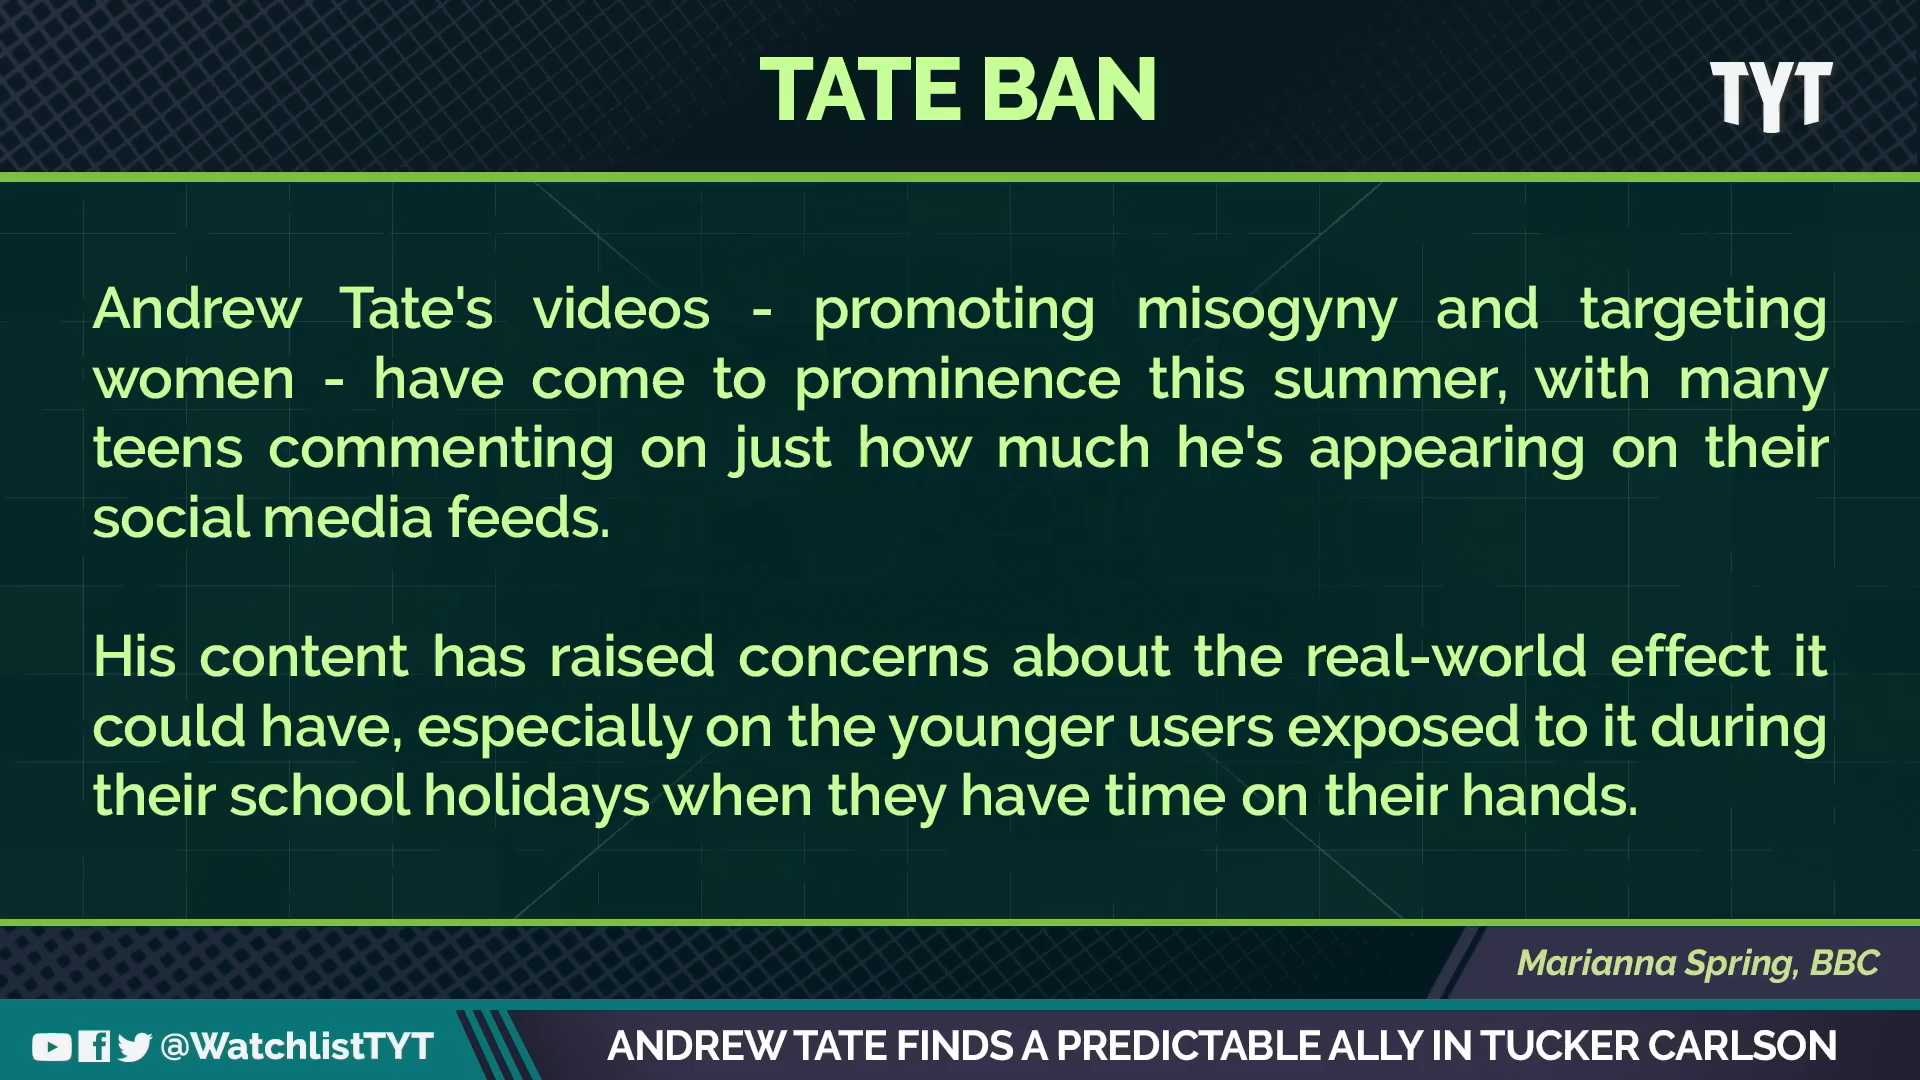 TATE BAN
TYT
Andrew Tate's videos - promoting misogyny and targeting
women - have come to prominence this summer, with many
teens commenting on just how much he's appearing on their
social media feeds.
His content has raised concerns about the real-world effect it
could have, especially on the younger users exposed to it during
their school holidays when they have time on their hands.
Marianna Spring, BBC
@WatchlistTYT
ANDREW TATE FINDS A PREDICTABLE ALLY IN TUCKER CARLSON